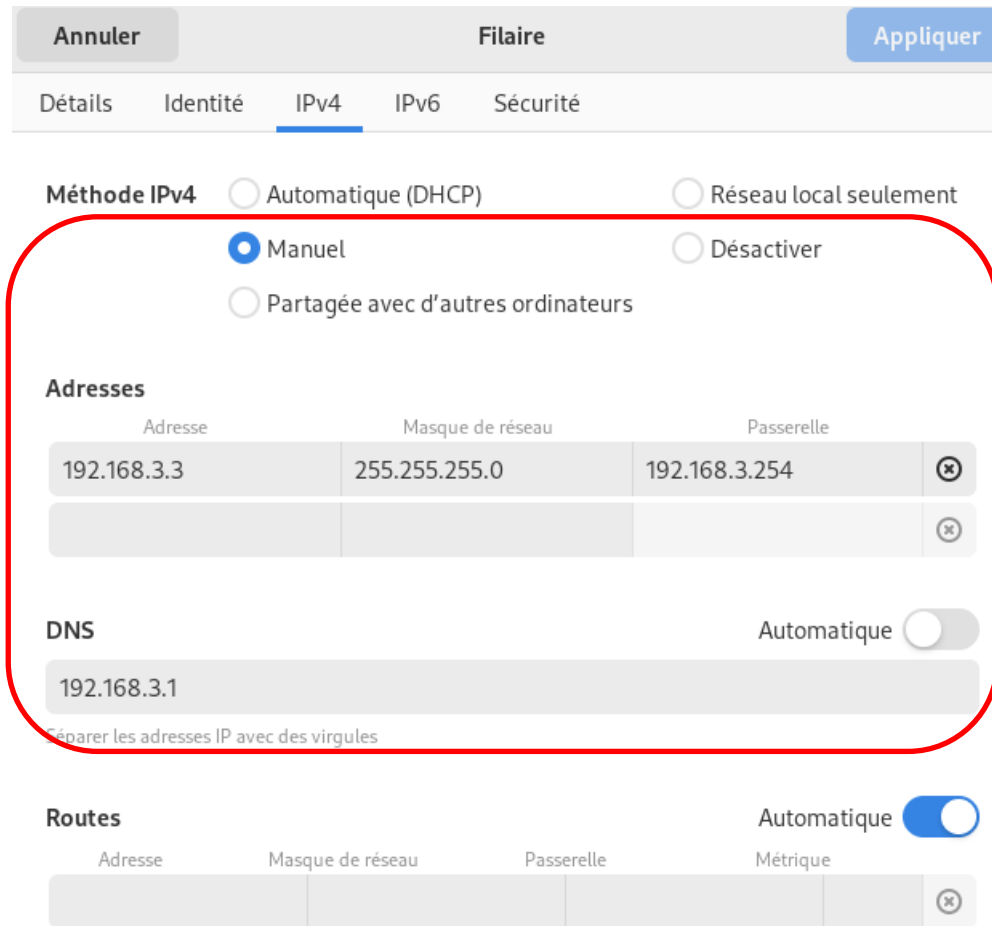 Annuler Filaire Appliquer
Détails Identité IPv4 IPv6 Sécurité
Méthode IPv4 Automatique (DHCP) Réseau local seulement
Manuel Désactiver
Partagée avec d'autres ordinateurs
Adresses
Adresse Masque de réseau Passerelle
192.168.3.3 255.255.255.0 192.168.3.254
DNS Automatique
192.168.3.1
Séparer les adresses IP avec des virgules
Routes Automatique
Adresse Masque de réseau Passerelle Métrique